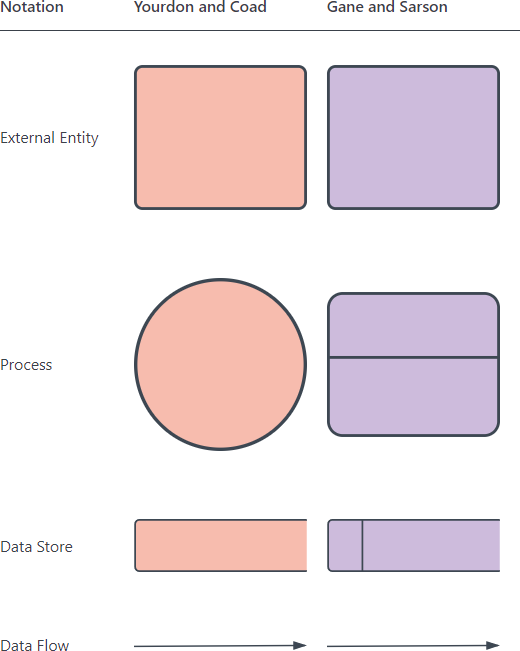 Notation Yourdon and Coad Gane and Sarson
External Entity
Process
Data Store
Data Flow